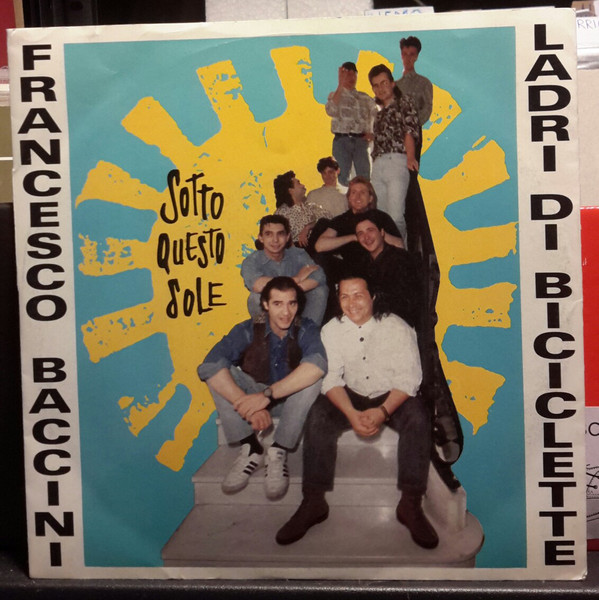 FRANCESCO BACCINI
LADRI DI BICICLETTE
SOTTO
QUESTO
SOLE